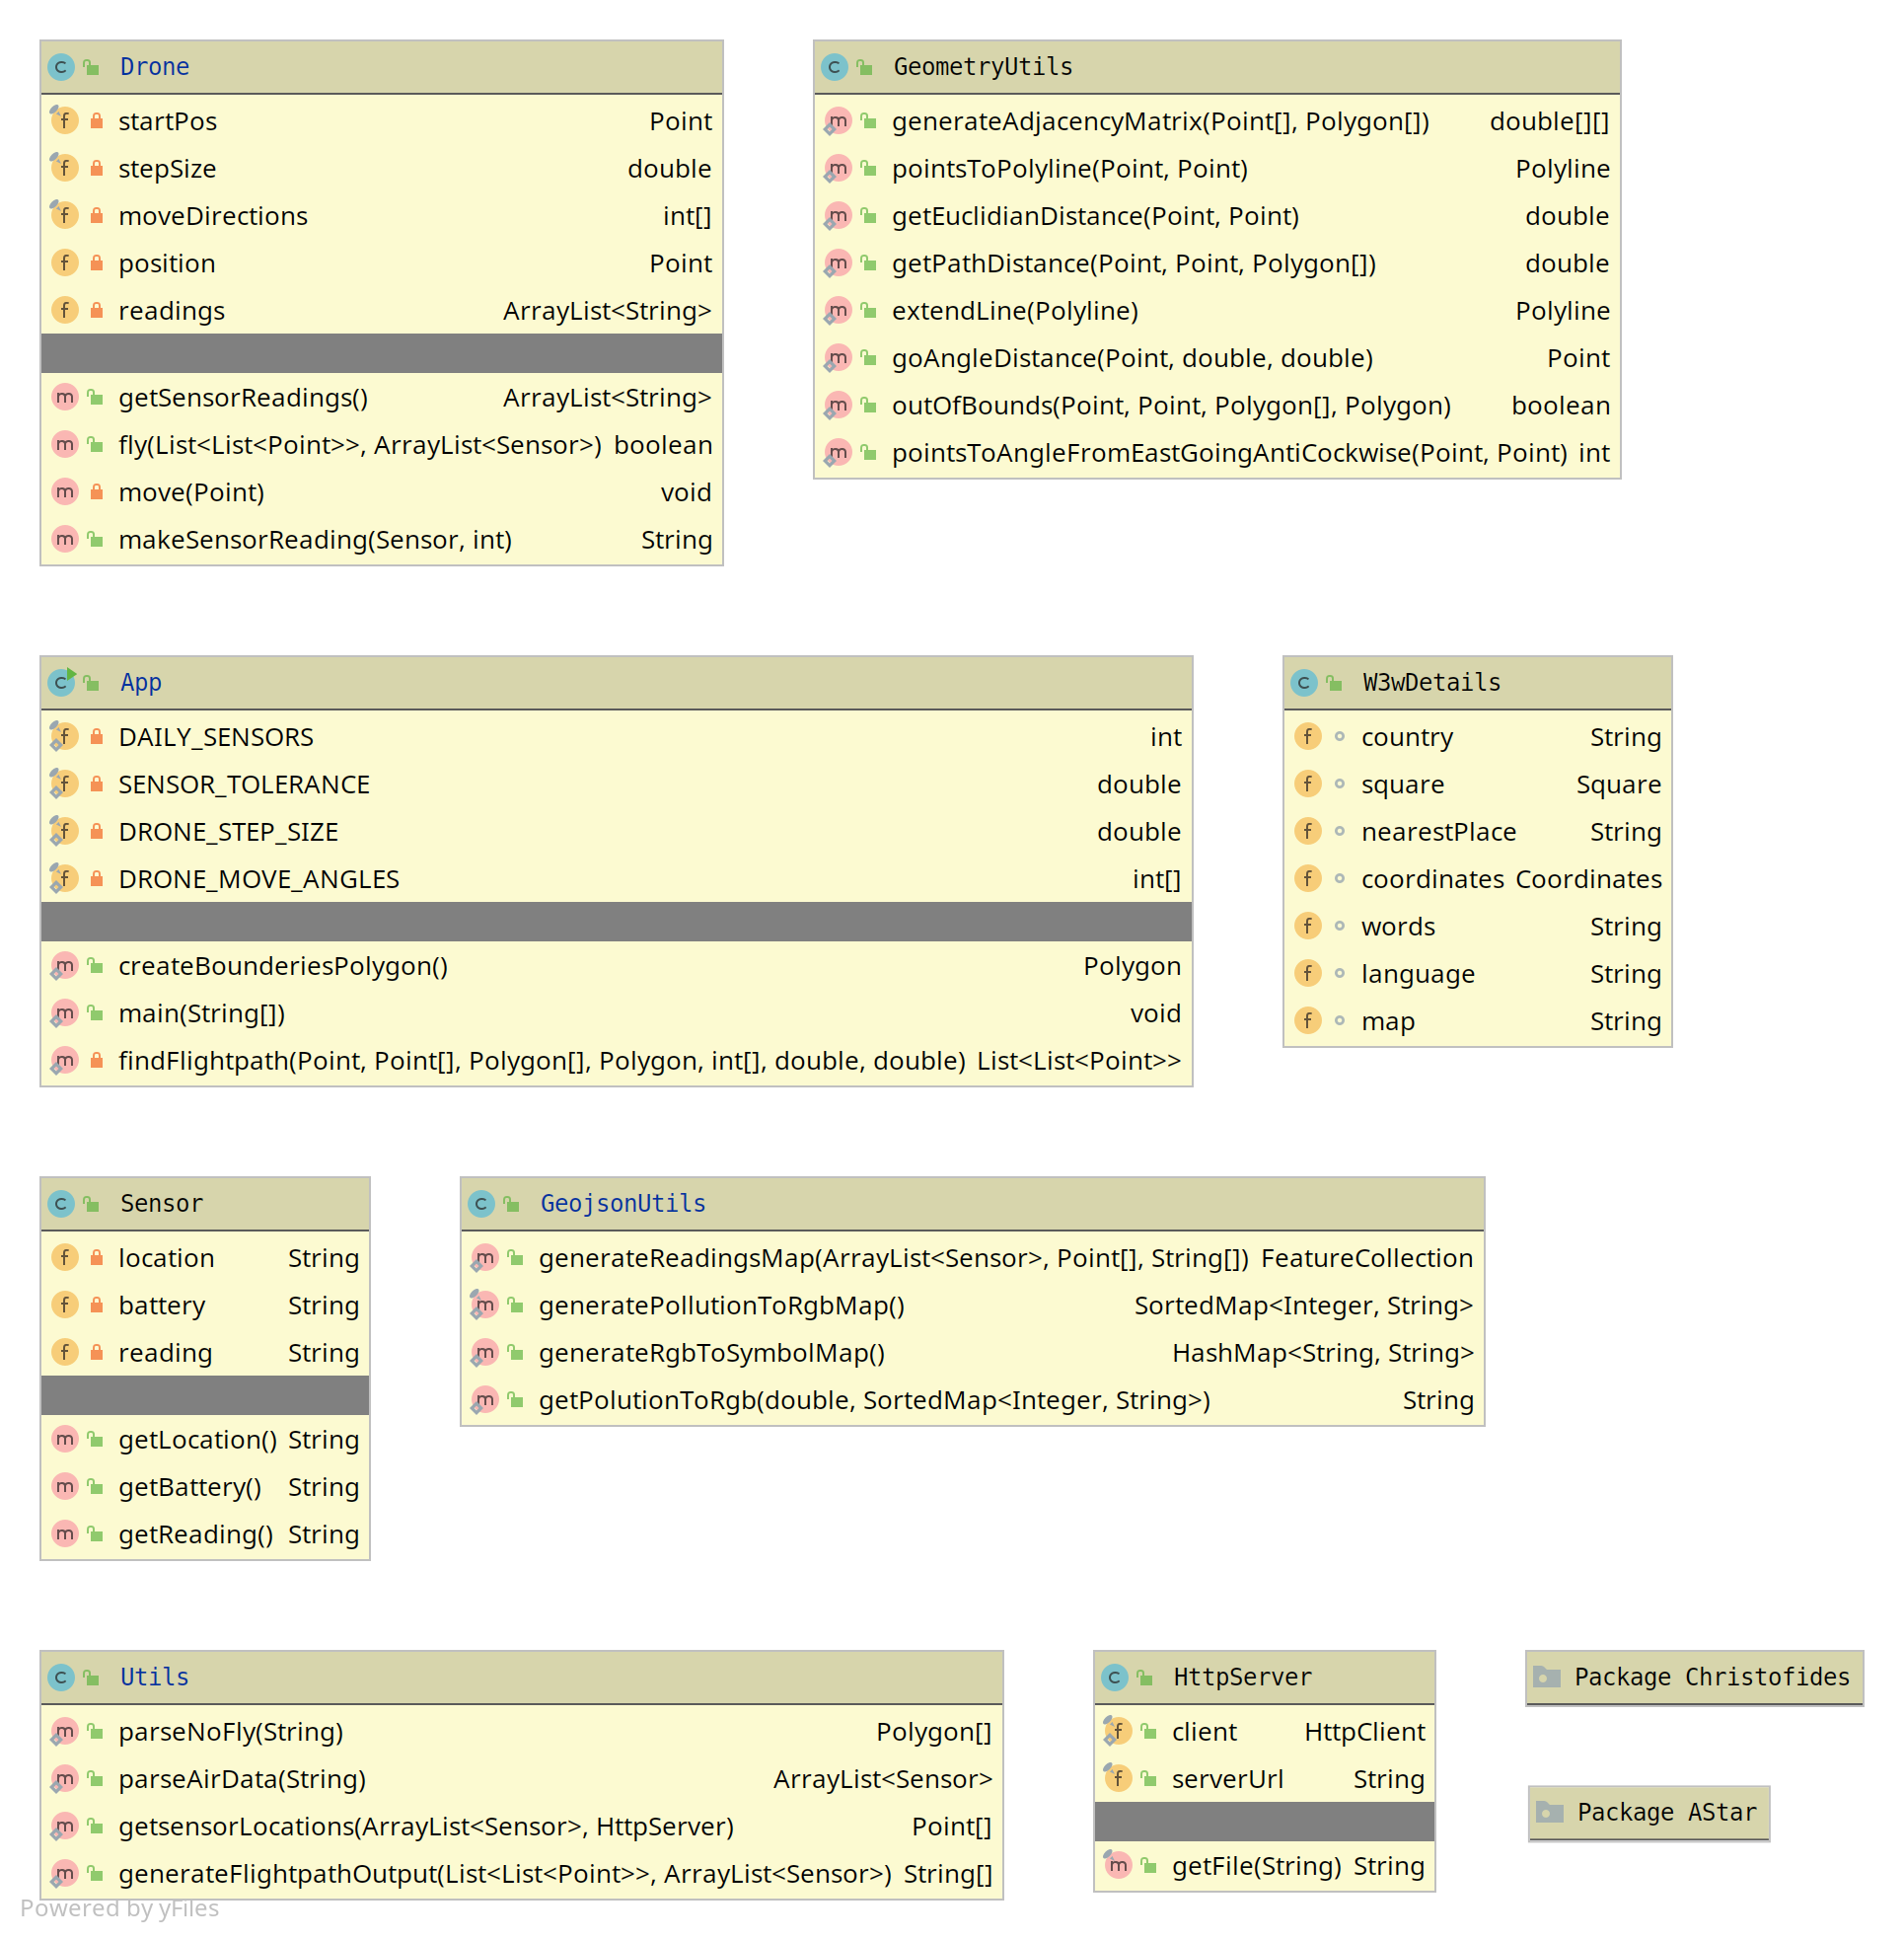 Drone
startPos Point
stepSize double
moveDirections int[]
position Point
readings ArrayList<String>
getSensorReadings() ArrayList<String>
fly(List<List<Point>>, ArrayList<Sensor>) boolean
move(Point) void
makeSensorReading(Sensor, int) String
GeometryUtils
generateAdjacencyMatrix(Point[], Polygon[]) double[][]
pointsToPolyline(Point, Point) Polyline
getEuclidianDistance(Point, Point) double
getPathDistance(Point, Point, Polygon[]) double
extendLine(Polyline) Polyline
goAngleDistance(Point, double, double) Point
outOfBounds(Point, Point, Polygon[], Polygon) boolean
pointsToAngleFromEastGoingAntiCockwise(Point, Point) int
App
DAILY_SENSORS int
SENSOR_TOLERANCE double
DRONE_STEP_SIZE double
DRONE_MOVE_ANGLES int[]
createBounderiesPolygon() Polygon
main(String[]) void
findFlightpath(Point, Point[], Polygon[], Polygon, int[], double, double) List<List<Point>>
W3wDetails
country String
square Square
nearestPlace String
coordinates Coordinates
words String
language String
map String
Sensor
location String
battery String
reading String
getLocation() String
getBattery() String
getReading() String
GeojsonUtils
generateReadingsMap(ArrayList<Sensor>, Point[], String[]) FeatureCollection
generatePollutionToRgbMap() SortedMap<Integer, String>
generateRgbToSymbolMap() HashMap<String, String>
getPolutionToRgb(double, SortedMap<Integer, String>) String
Utils
parseNoFly(String) Polygon[]
parseAirData(String) ArrayList<Sensor>
getsensorLocations(ArrayList<Sensor>, HttpServer) Point[]
generateFlightpathOutput(List<List<Point>>, ArrayList<Sensor>) String[]
HttpServer
client HttpClient
serverUrl String
getFile(String) String
Package Christofides
Package AStar
Powered by yFiles